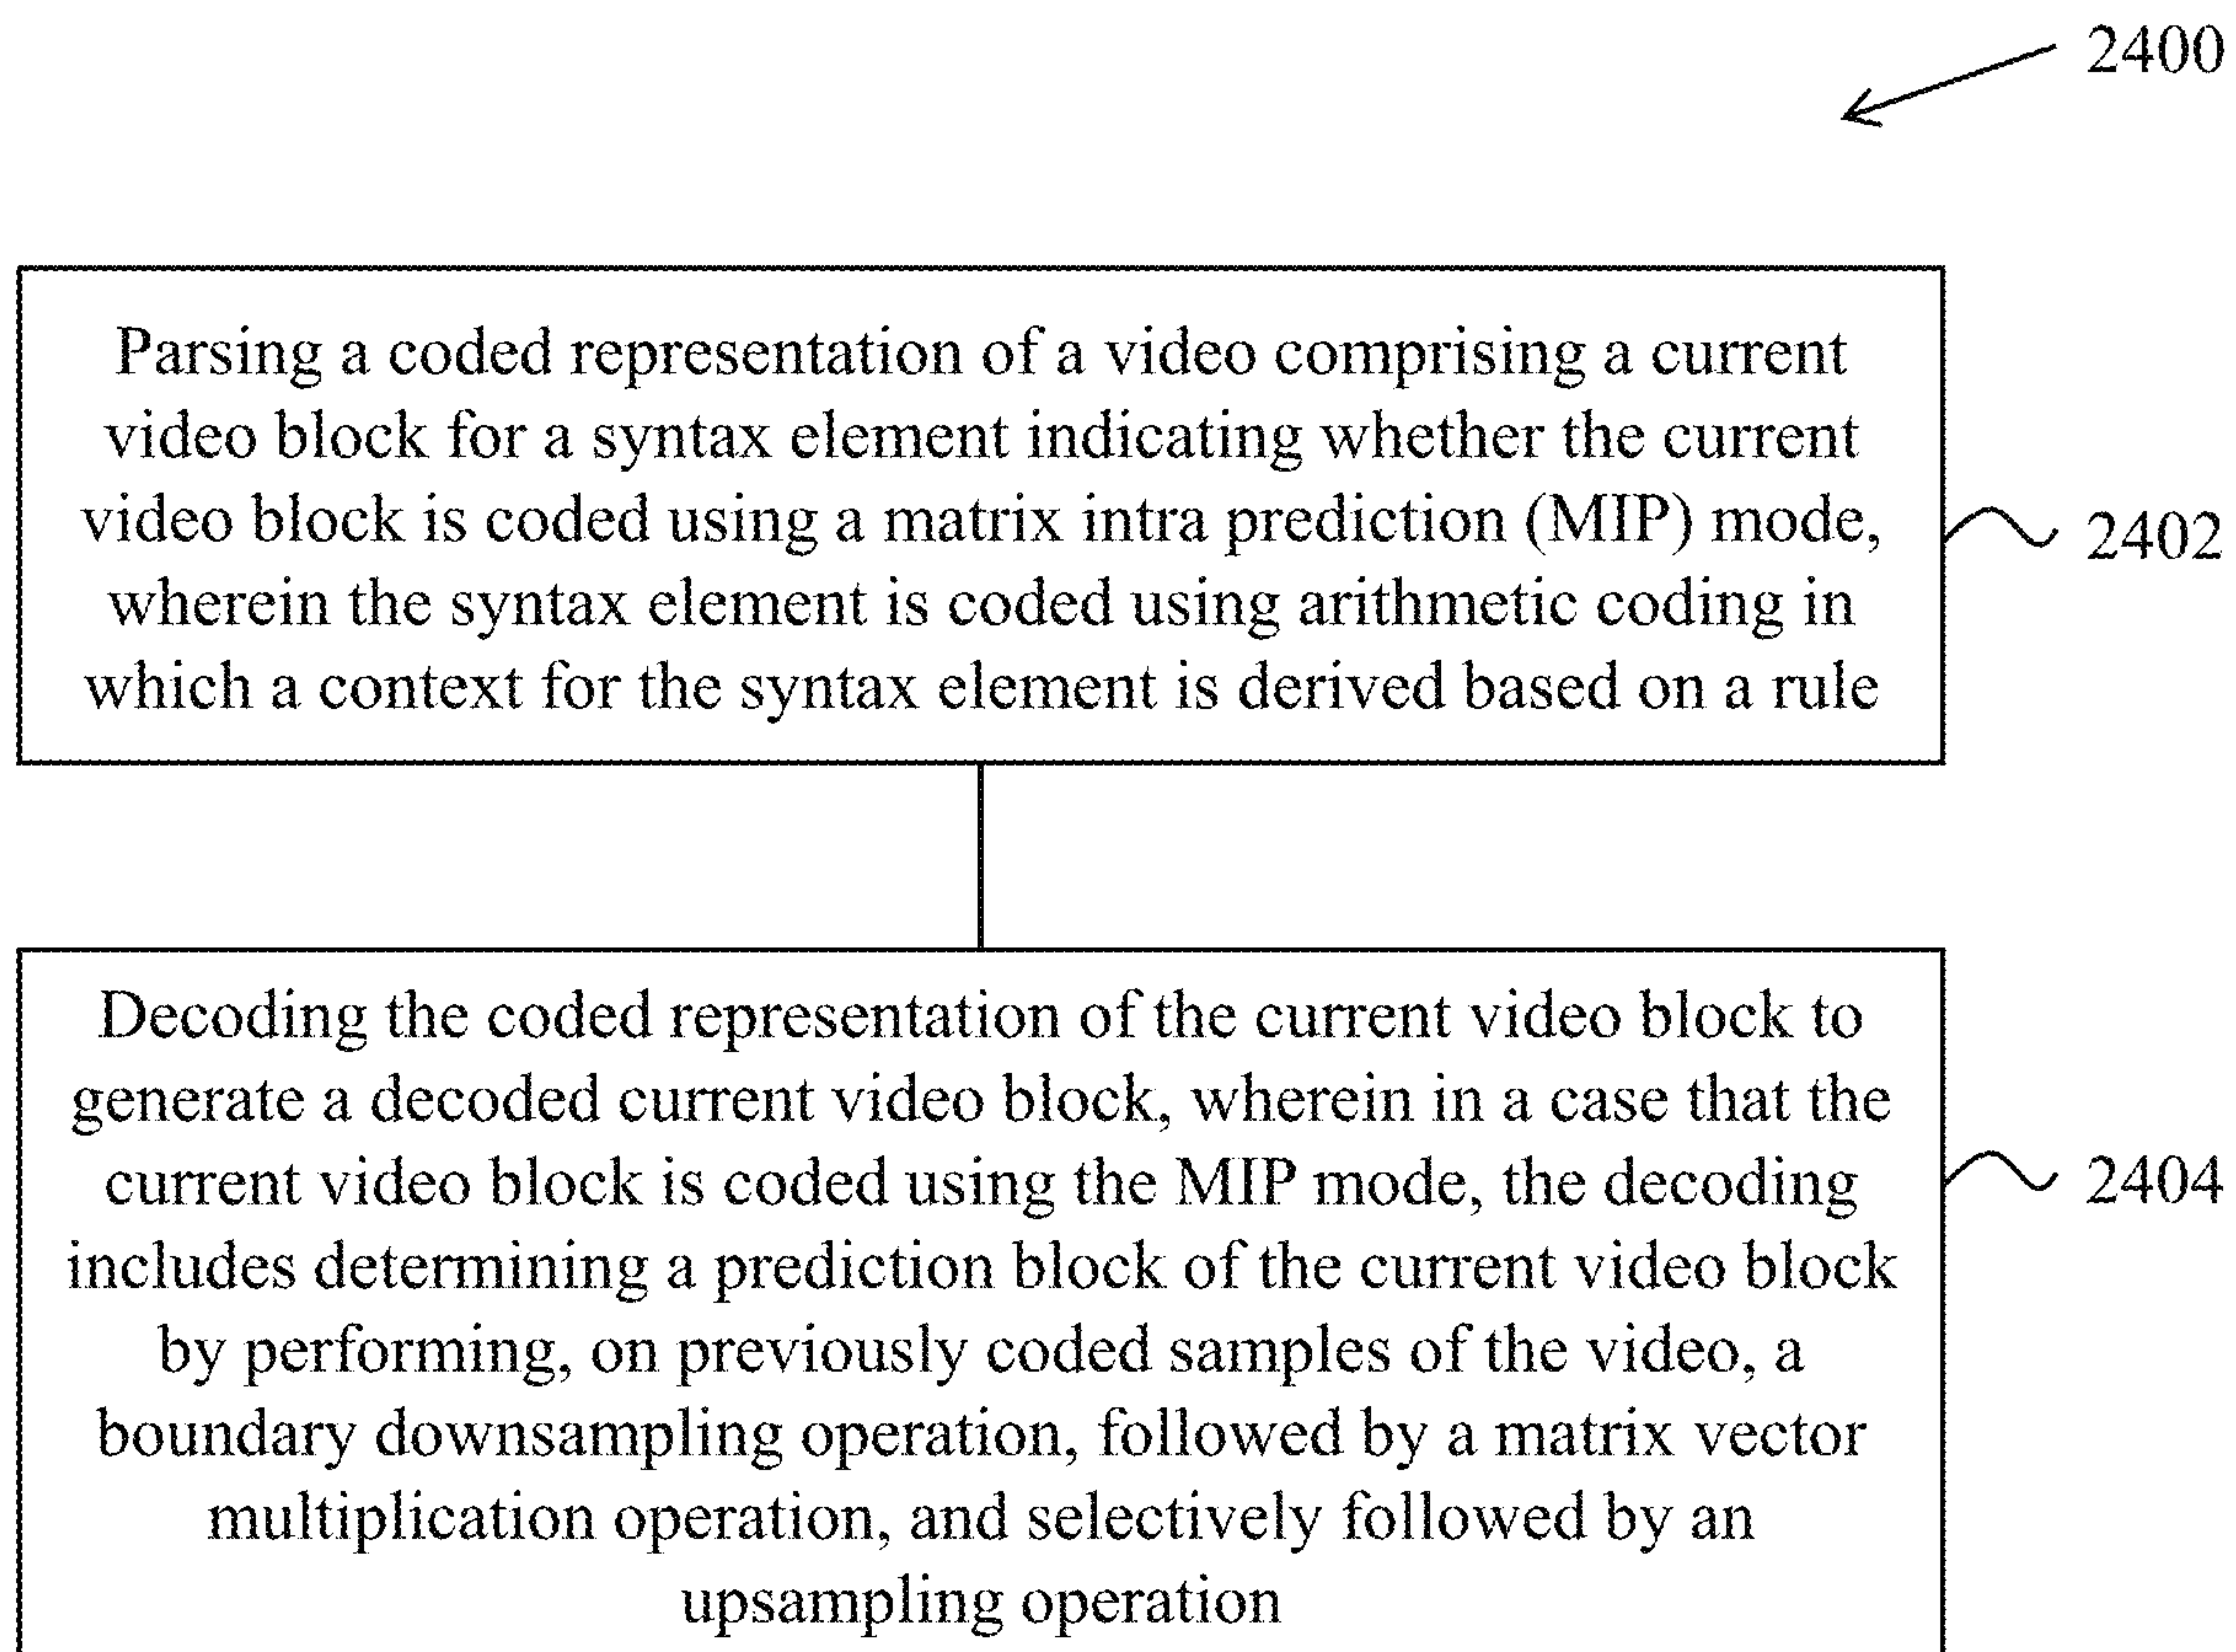 2400
Parsing a coded representation of a video comprising a current
video block for a syntax element indicating whether the current
video block is coded using a matrix intra prediction (MIP) mode,
wherein the syntax element is coded using arithmetic coding in
which a context for the syntax element is derived based on a rule
2402
Decoding the coded representation of the current video block to
generate a decoded current video block, wherein in a case that the
current video block is coded using the MIP mode, the decoding
includes determining a prediction block of the current video block
by performing, on previously coded samples of the video, a
boundary downsampling operation, followed by a matrix vector
multiplication operation, and selectively followed by an
upsampling operation
2404